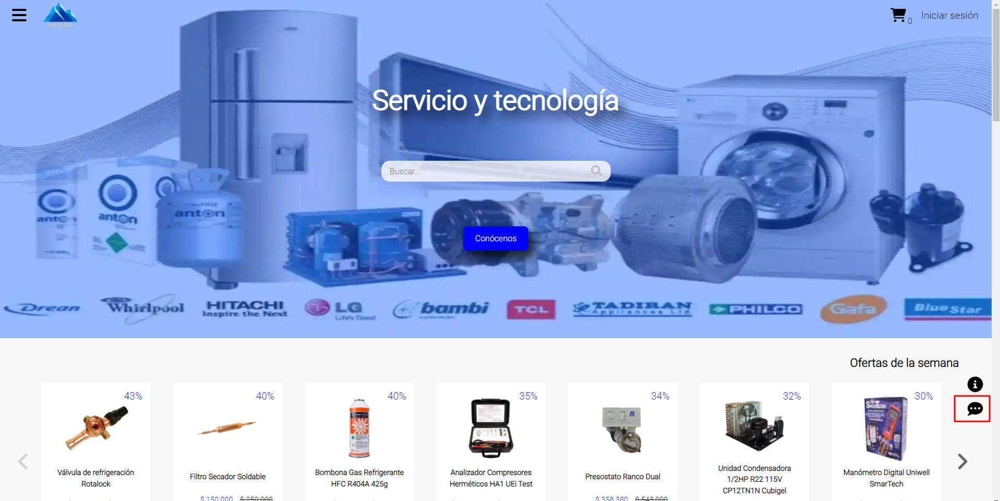 SALECOLD
0
Iniciar sesión
Servicio y tecnología
Buscar...
anton
anton
anton
Conócenos
Drean
Whirlpool
HITACHI
Inspire the Next
LG
Life's Good
bambi
TCL
TADIRAN
Appliances Ltd.
PHILCO
Gafa
Blue Star
Ofertas de la semana
43%
Válvula de refrigeración
Rotalock
40%
Filtro Secador Soldable
$ 150.000 $ 250.000
40%
Bombona Gas Refrigerante
HFC R404A 425g
35%
Analizador Compresores
Herméticos HA1 UEi Test
34%
Presostato Ranco Dual
$ 358.380 $ 543.000
32%
Unidad Condensadora
1/2HP R22 115V
CP12TN1N Cubigel
30%
SMARTECH
Manómetro Digital Uniwell
SmarTech